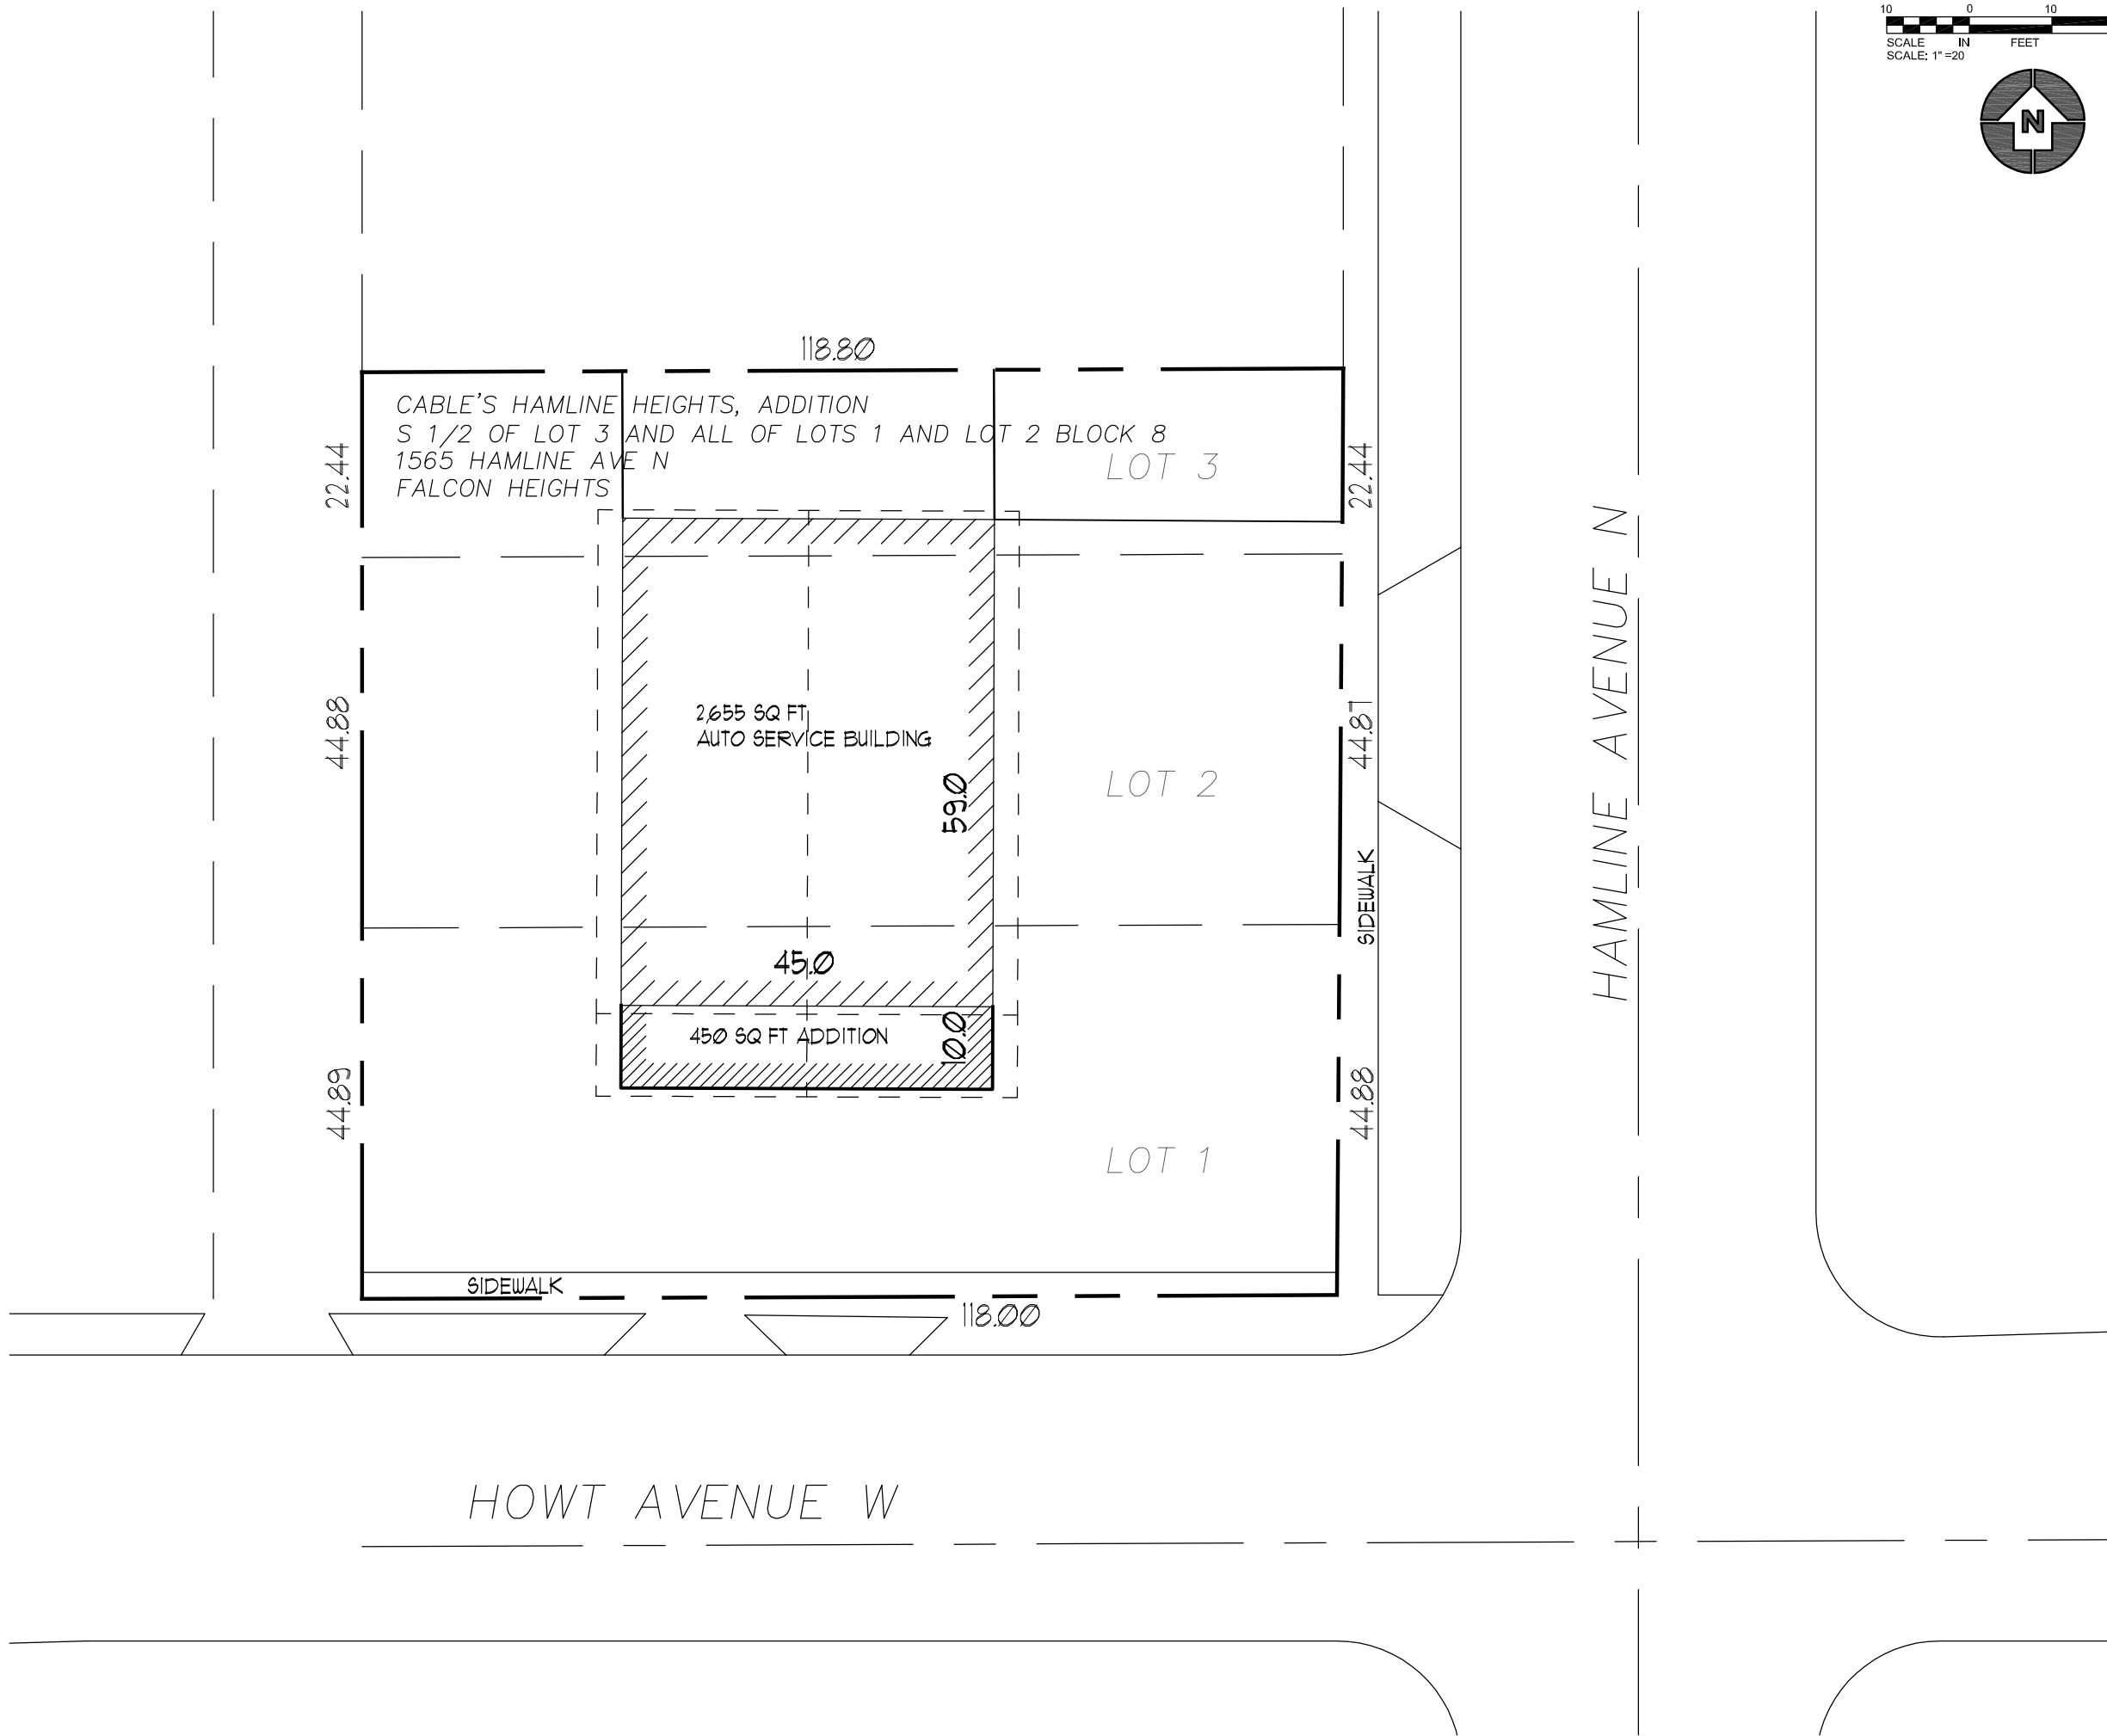 10 0 10
SCALE IN FEET
SCALE: 1"=20
N
118.80
CABLE'S HAMLINE HEIGHTS, ADDITION
S 1/2 OF LOT 3 AND ALL OF LOTS 1 AND LOT 2 BLOCK 8
1565 HAMLINE AVE N
FALCON HEIGHTS
22.44
LOT 3
22.44
HAMLINE AVENUE N
44.88
2,655 SQ FT
AUTO SERVICE BUILDING
59.0
LOT 2
44.87
SIDEWALK
45.0
450 SQ FT ADDITION
10.0
44.89
44.88
LOT 1
SIDEWALK
118.00
HOWT AVENUE W